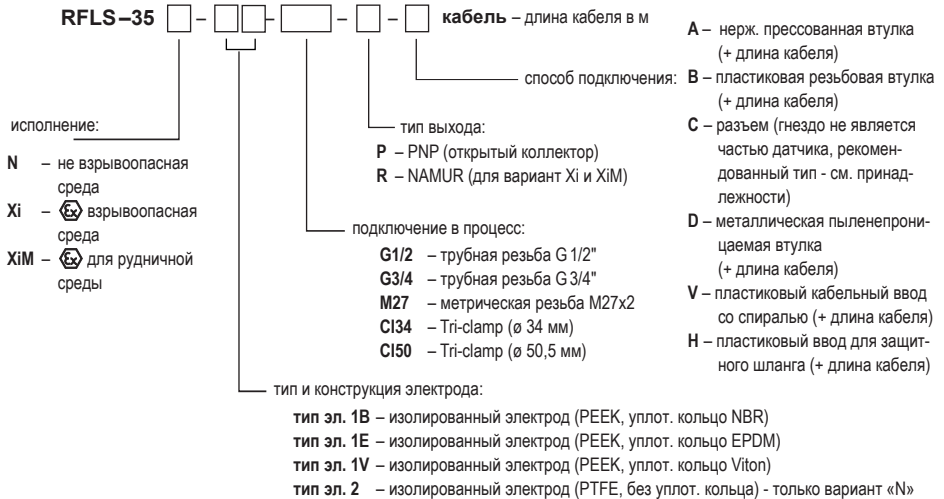 RFLS–35 – – – – кабель – длина кабеля в м
способ подключения:
A – нерж. прессованная втулка
(+ длина кабеля)
B – пластиковая резьбовая втулка
(+ длина кабеля)
C – разъем (гнездо не является
частью датчика, рекомен-
дованный тип - см. принад-
лежности)
D – металлическая пыленепрони-
цаемая втулка
(+ длина кабеля)
V – пластиковый кабельный ввод
со спиралью (+ длина кабеля)
H – пластиковый ввод для защит-
ного шланга (+ длина кабеля)
тип выхода:
P – PNP (открытый коллектор)
R – NAMUR (для вариант Xi и XiM)
исполнение:
N – не взрывоопасная
среда
Xi – Ex взрывоопасная
среда
XiM – Ex для рудничной
среды
подключение в процесс:
G1/2 – трубная резьба G 1/2"
G3/4 – трубная резьба G 3/4"
M27 – метрическая резьба M27x2
Cl34 – Tri-clamp (ø 34 мм)
Cl50 – Tri-clamp (ø 50,5 мм)
тип и конструкция электрода:
тип эл. 1B – изолированный электрод (PEEK, уплот. кольцо NBR)
тип эл. 1E – изолированный электрод (PEEK, уплот. кольцо EPDM)
тип эл. 1V – изолированный электрод (PEEK, уплот. кольцо Viton)
тип эл. 2 – изолированный электрод (PTFE, без уплот. кольца) - только вариант «N»